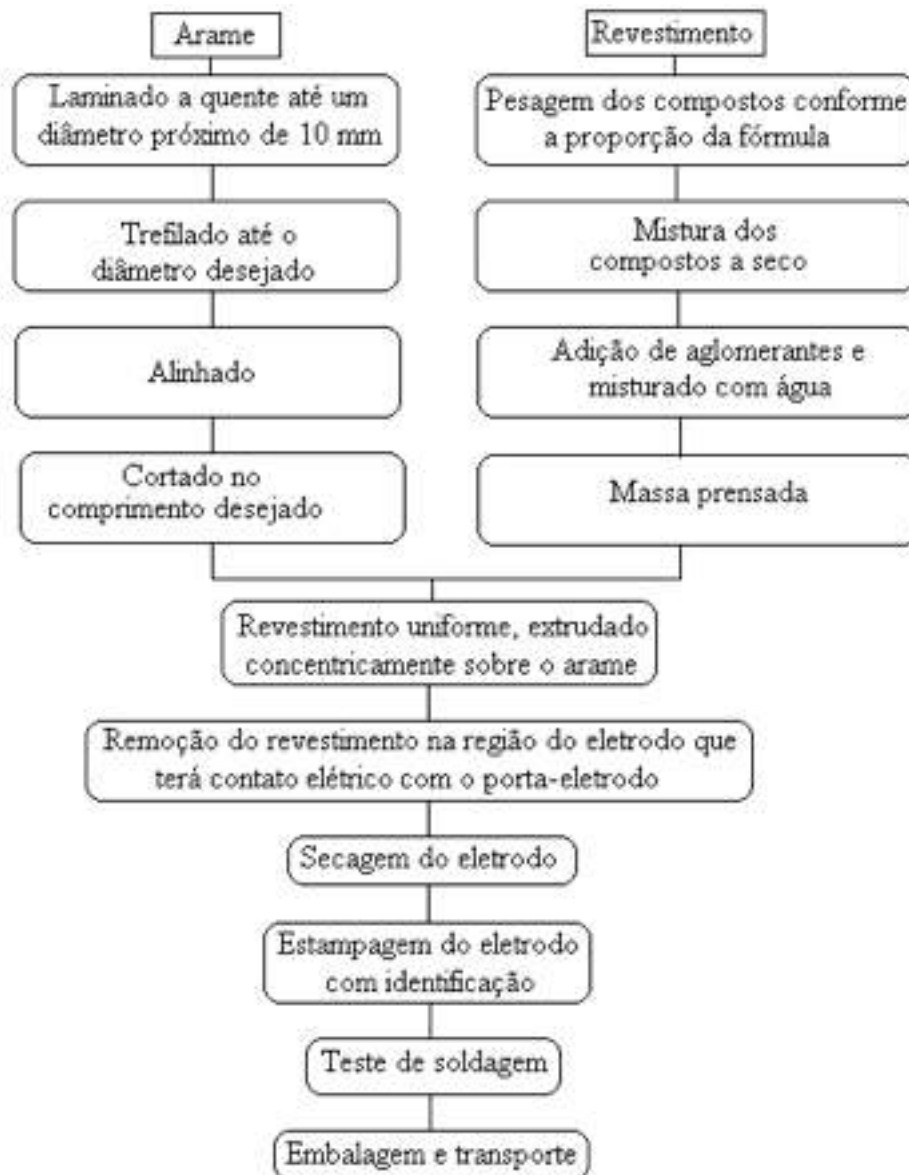 Arame
Laminado a quente até um
diâmetro próximo de 10 mm
Trefilado até o
diâmetro desejado
Alinhado
Cortado no
comprimento desejado
Revestimento
Pesagem dos compostos conforme
a proporção da fórmula
Mistura dos
compostos a seco
Adição de aglomerantes e
misturado com água
Massa prensada
Revestimento uniforme, extrudado
concentricamente sobre o arame
Remoção do revestimento na região do eletrodo que
terá contato elétrico com o porta-eletrodo
Secagem do eletrodo
Estampagem do eletrodo
com identificação
Teste de soldagem
Embalagem e transporte